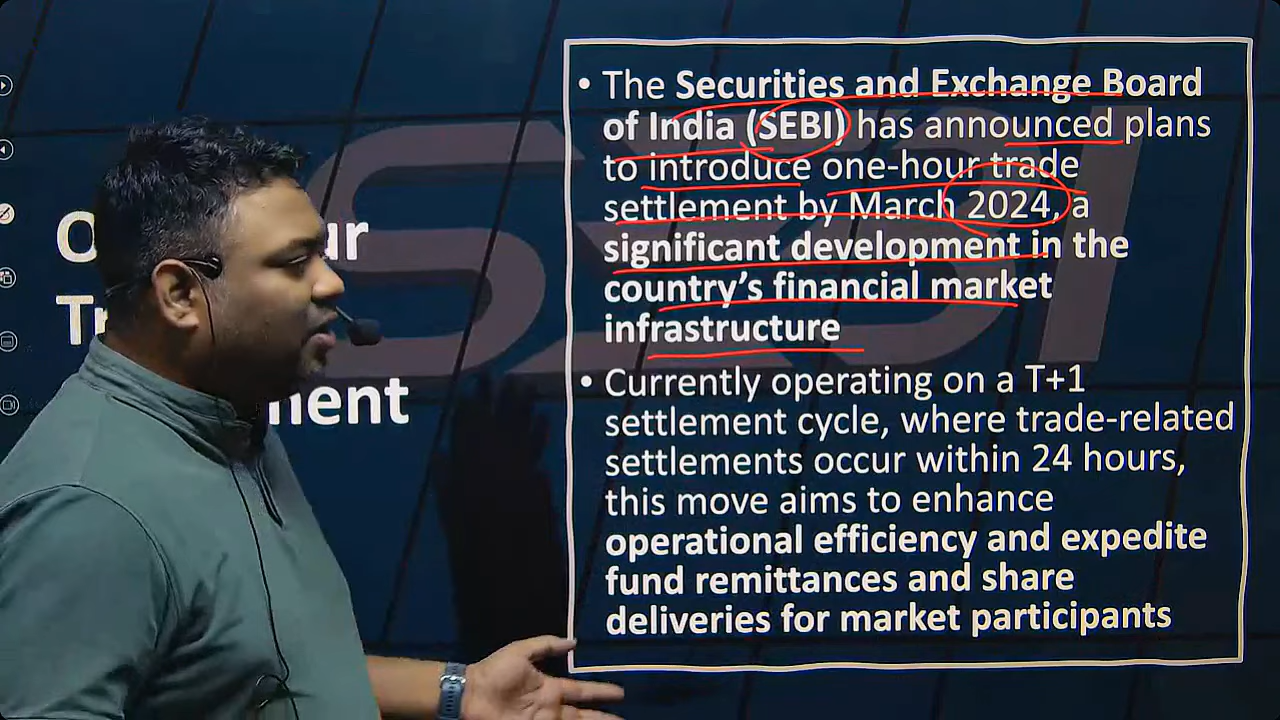 • The Securities and Exchange Board
of India (SEBI) has announced plans
to introduce one-hour trade
settlement by March 2024, a
significant development in the
country’s financial market
infrastructure
• Currently operating on a T+1
settlement cycle, where trade-related
settlements occur within 24 hours,
this move aims to enhance
operational efficiency and expedite
fund remittances and share
deliveries for market participants